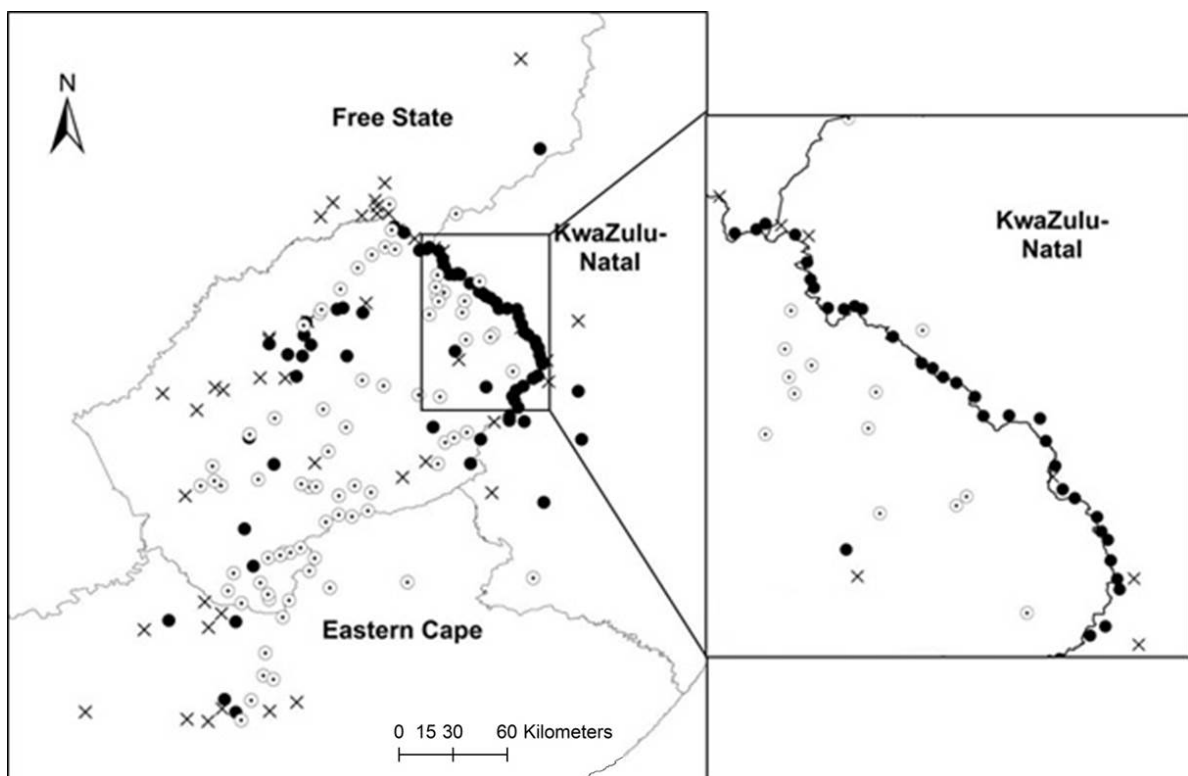 N
Free State
KwaZulu-
Natal
KwaZulu-
Natal
Eastern Cape
0 15 30 60 Kilometers